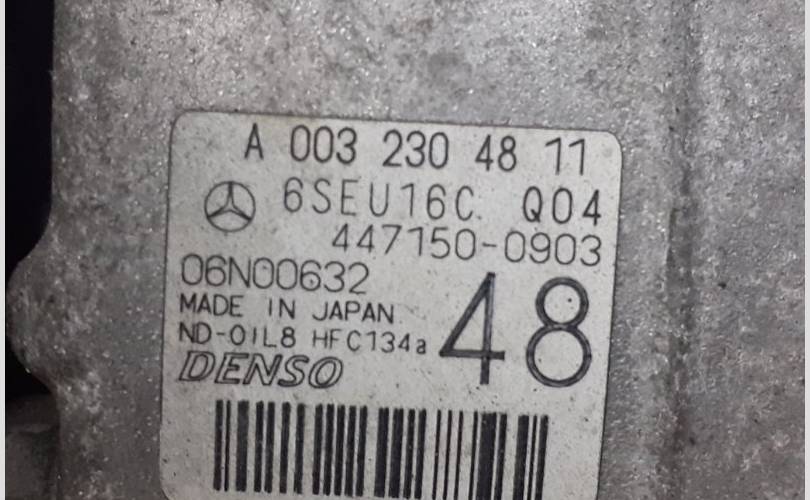 A 003 230 48 11
6SEU16C. Q04
447150-0903
06N00632
MADE IN JAPAN
ND-OIL8 HFC134a
48
DENSO